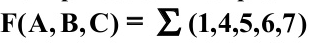 F(A,B,C) = Σ(1,4,5,6,7)